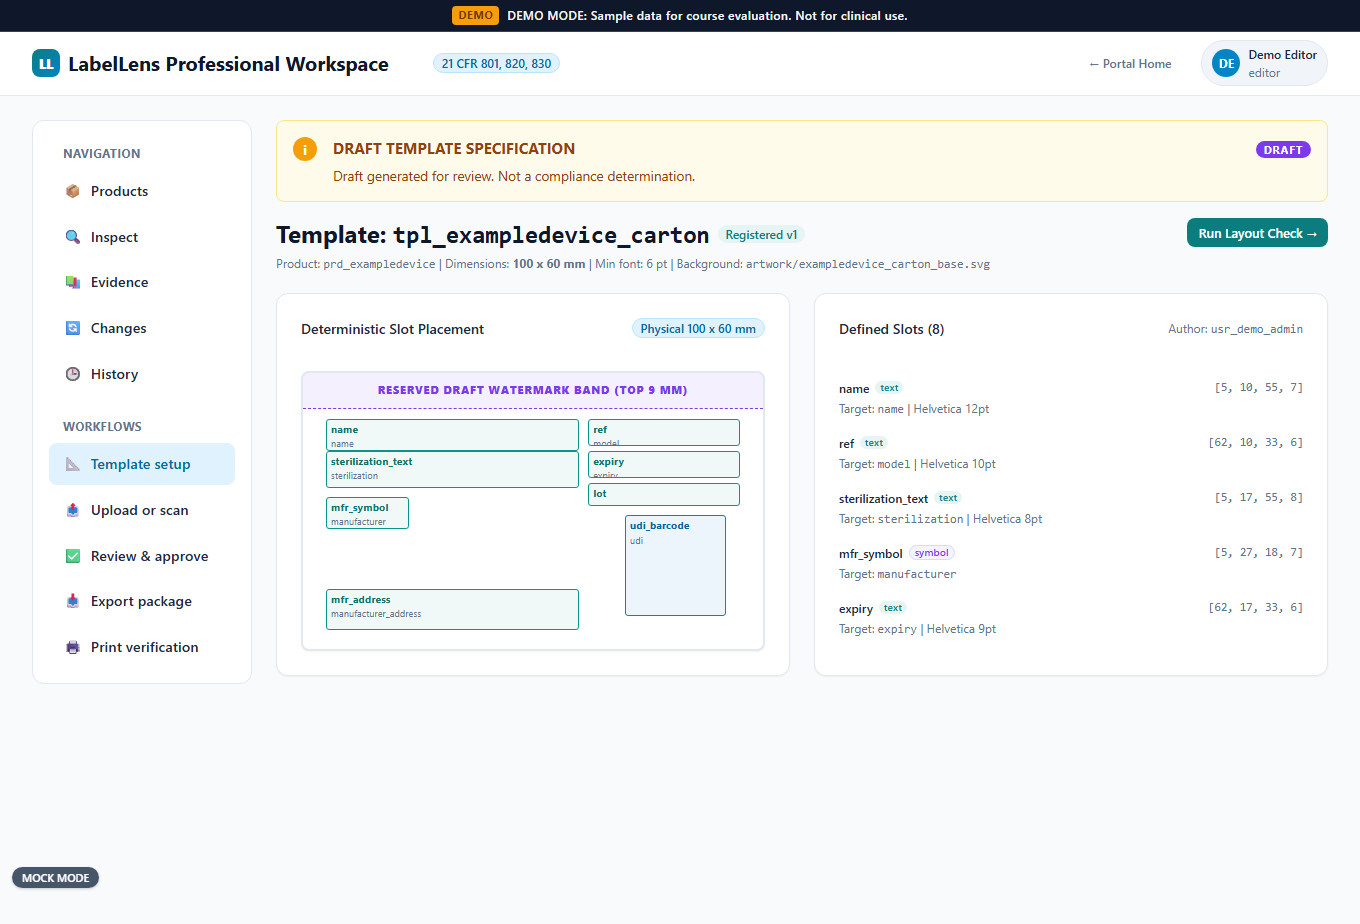 DEMO DEMO MODE: Sample data for course evaluation. Not for clinical use.
LL LabelLens Professional Workspace
21 CFR 801, 820, 830
← Portal Home
DE Demo Editor
editor
NAVIGATION
Products
Inspect
Evidence
Changes
History
WORKFLOWS
Template setup
Upload or scan
Review & approve
Export package
Print verification
i DRAFT TEMPLATE SPECIFICATION
DRAFT
Draft generated for review. Not a compliance determination.
Template: tpl_exampledevice_carton Registered v1
Run Layout Check →
Product: prd_exampledevice | Dimensions: 100 x 60 mm | Min font: 6 pt | Background: artwork/exampledevice_carton_base.svg
Deterministic Slot Placement
Physical 100 x 60 mm
RESERVED DRAFT WATERMARK BAND (TOP 9 MM)
name
name
ref
model
sterilization_text
sterilization
expiry
expiry
lot
mfr_symbol
manufacturer
udi_barcode
udi
mfr_address
manufacturer_address
Defined Slots (8)
Author: usr_demo_admin
name text [5, 10, 55, 7]
Target: name | Helvetica 12pt
ref text [62, 10, 33, 6]
Target: model | Helvetica 10pt
sterilization_text text [5, 17, 55, 8]
Target: sterilization | Helvetica 8pt
mfr_symbol symbol [5, 27, 18, 7]
Target: manufacturer
expiry text [62, 17, 33, 6]
Target: expiry | Helvetica 9pt
MOCK MODE